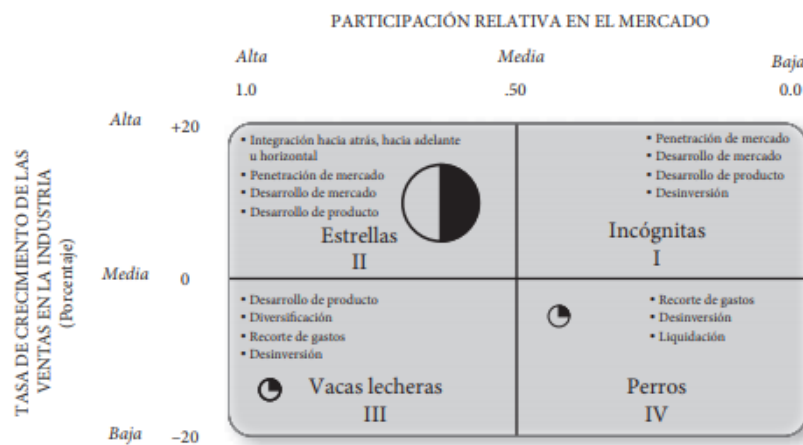 PARTICIPACIÓN RELATIVA EN EL MERCADO
Alta
Media
Baja
1.0
.50
0.0
TASA DE CRECIMIENTO DE LAS
VENTAS EN LA INDUSTRIA
(Porcentaje)
Alta
+20
▪ Integración hacia atrás, hacia adelante
u horizontal
▪ Penetración de mercado
▪ Desarrollo de mercado
▪ Desarrollo de producto
Estrellas
II
▪ Penetración de mercado
▪ Desarrollo de mercado
▪ Desarrollo de producto
▪ Desinversión
Incógnitas
I
Media
0
▪ Desarrollo de producto
▪ Diversificación
▪ Recorte de gastos
▪ Desinversión
Vacas lecheras
III
▪ Recorte de gastos
▪ Desinversión
▪ Liquidación
Perros
IV
Baja
–20